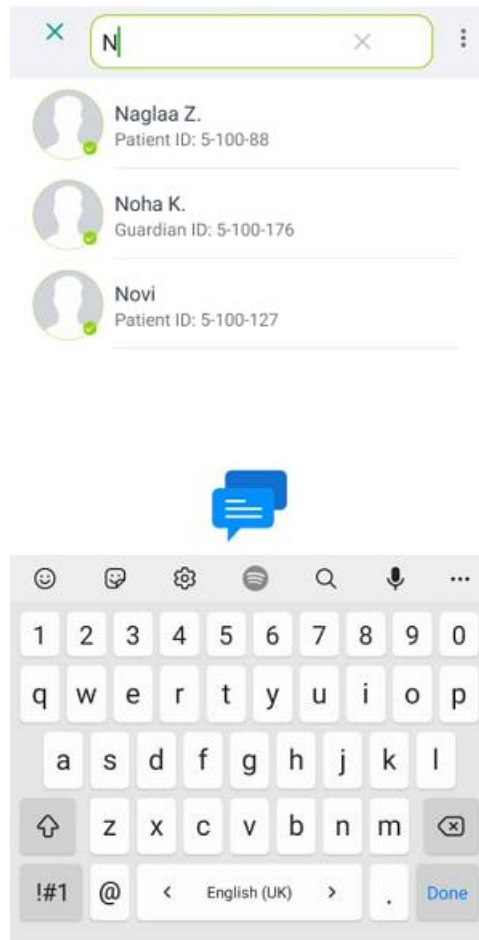 N
Naglaa Z.
Patient ID: 5-100-88
Noha K.
Guardian ID: 5-100-176
Novi
Patient ID: 5-100-127
1 2 3 4 5 6 7 8 9 0
q w e r t y u i o p
a s d f g h j k l
z x c v b n m
!#1 @ < English (UK) > . Done